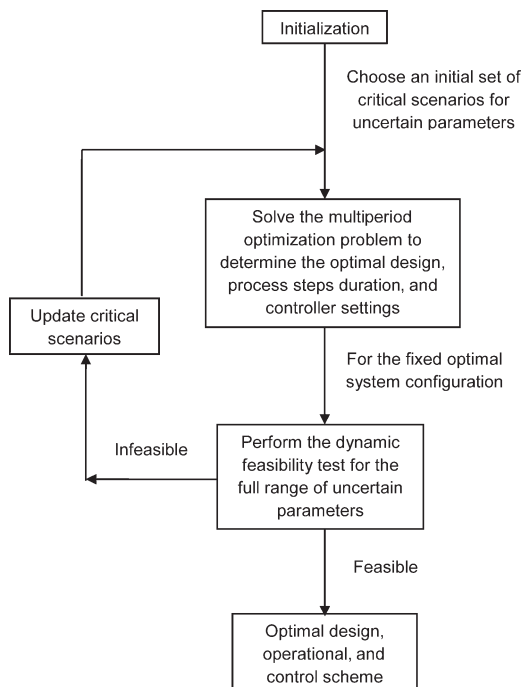 Initialization
Choose an initial set of
critical scenarios for
uncertain parameters
Solve the multiperiod
optimization problem to
determine the optimal design,
process steps duration, and
controller settings
Update critical
scenarios
For the fixed optimal
system configuration
Infeasible
Perform the dynamic
feasibility test for the
full range of uncertain
parameters
Feasible
Optimal design,
operational, and
control scheme